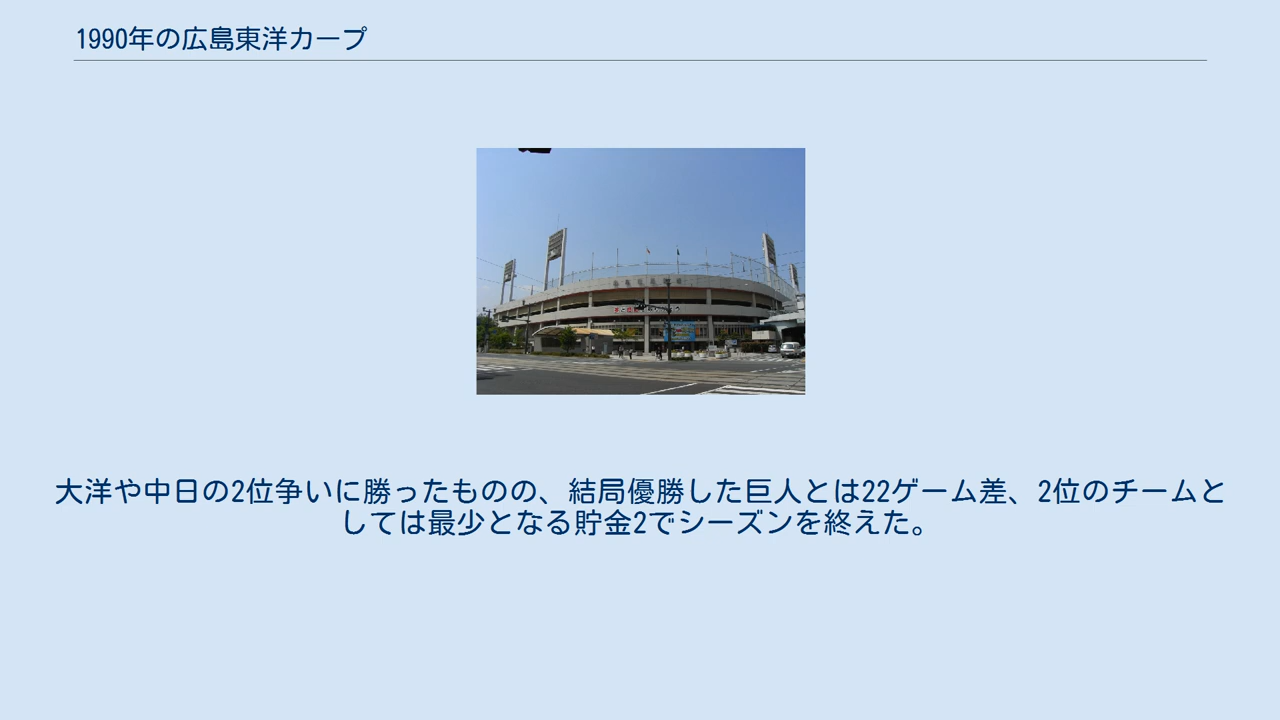 1990年の広島東洋カープ
大洋や中日の2位争いに勝ったものの、結局優勝した巨人とは22ゲーム差、2位のチームと
しては最少となる貯金2でシーズンを終えた。